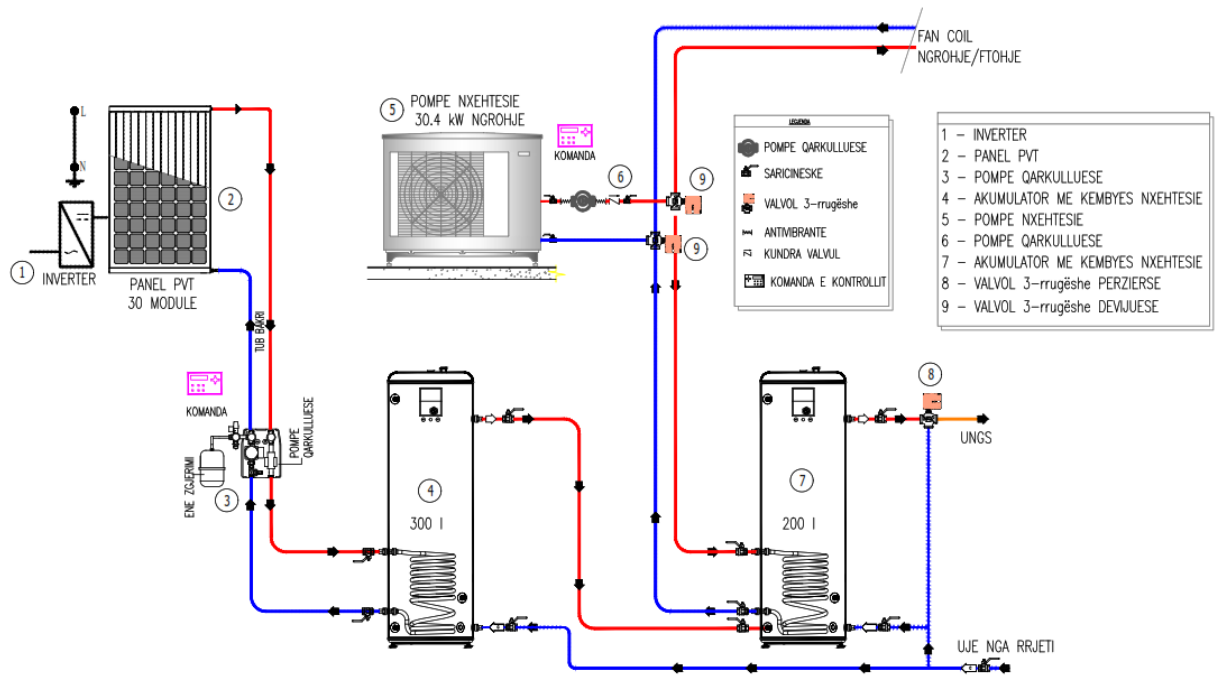 FAN COIL
NGROHJE/FTOHJE
5
POMPE NXEHTESIE
30.4 kW NGROHJE
KOMANDA
6
9
9
L
N
2
1
INVERTER
PANEL PVT
30 MODULE
LEGJENDA
POMPE QARKULLUESE
SARICINESKE
VALVOL 3-rrugëshe
ANTIVIBRANTE
KUNDRA VALVUL
KOMANDA E KONTROLLIT
1 - INVERTER
2 - PANEL PVT
3 - POMPE QARKULLUESE
4 - AKUMULATOR ME KEMBYES NXEHTESIE
5 - POMPE NXEHTESIE
6 - POMPE QARKULLUESE
7 - AKUMULATOR ME KEMBYES NXEHTESIE
8 - VALVOL 3-rrugëshe PERZIERSE
9 - VALVOL 3-rrugëshe DEVIJUESE
TUB BAKRI
KOMANDA
POMPE
QARKULLUESE
ENE ZGJERIMI
3
4
300 l
7
200 l
8
UNGS
UJE NGA RRJETI